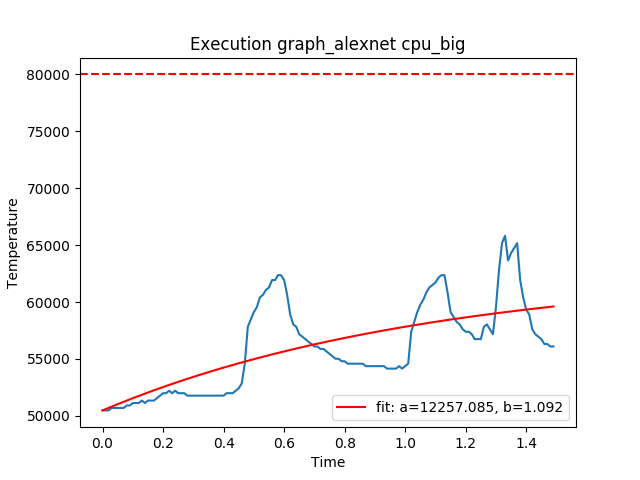 Execution graph_alexnet cpu_big
80000
75000
70000
65000
60000
55000
50000
Temperature
fit: a=12257.085, b=1.092
0.0 0.2 0.4 0.6 0.8 1.0 1.2 1.4
Time